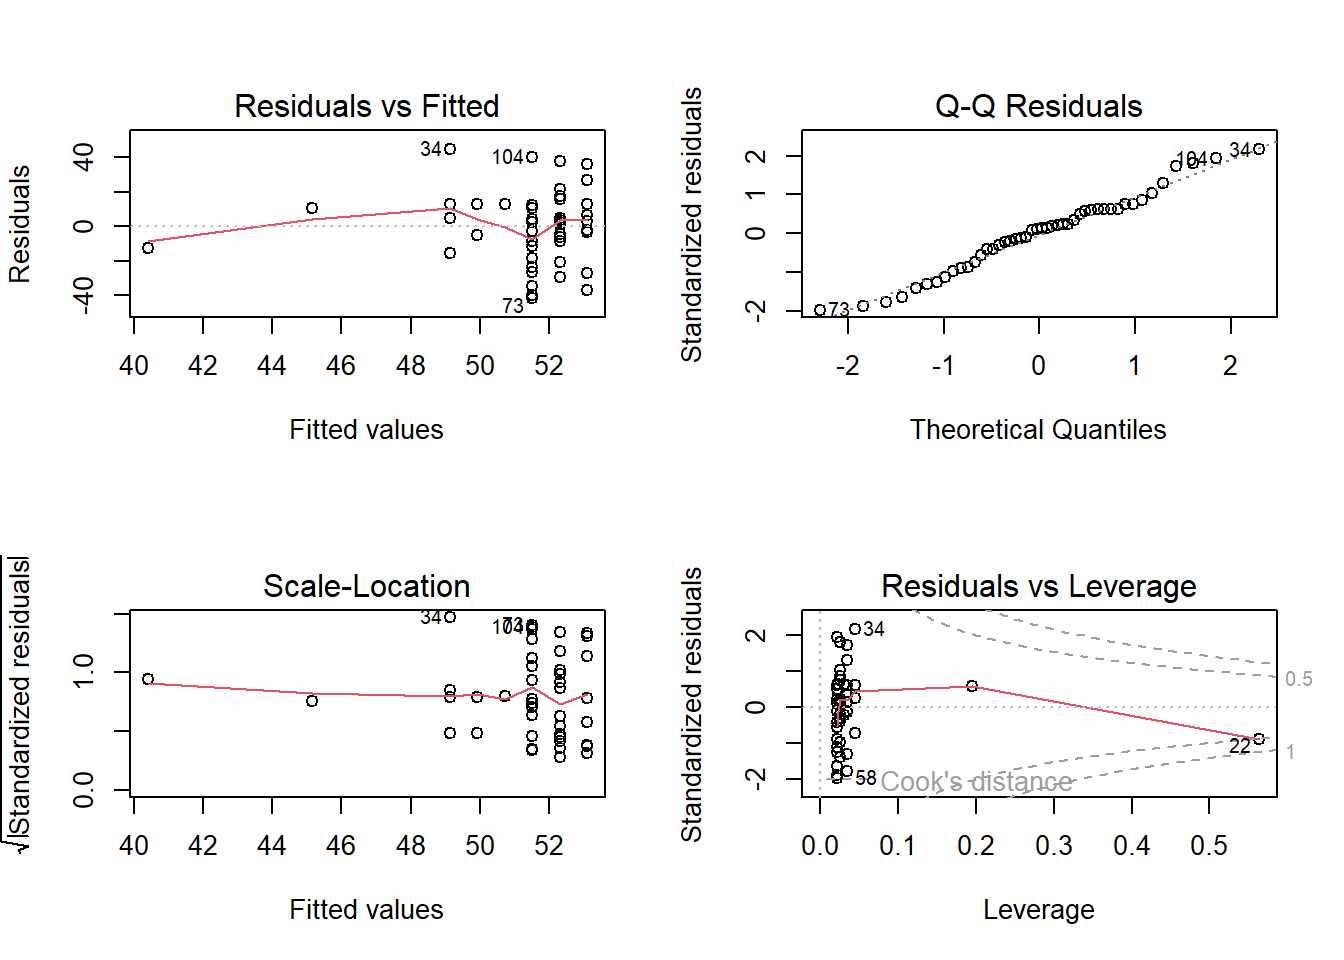 Residuals vs Fitted
Residuals
40
0
-40
34
104
73
40 42 44 46 48 50 52
Fitted values
Q-Q Residuals
Standardized residuals
2
1
0
-2
104
34
73
-2 -1 0 1 2
Theoretical Quantiles
Scale-Location
√|Standardized residuals|
1.0
0.0
34
73
104
40 42 44 46 48 50 52
Fitted values
Residuals vs Leverage
Standardized residuals
2
0
-2
34
0.5
22
1
58
Cook's distance
0.0 0.1 0.2 0.3 0.4 0.5
Leverage